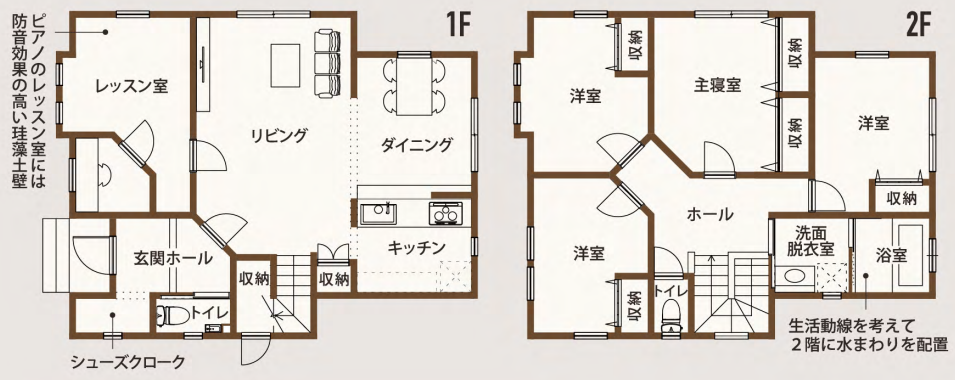 1F
ピアノのレッスン室には
防音効果の高い珪藻土壁
レッスン室
リビング
ダイニング
キッチン
玄関ホール
収納
収納
トイレ
シューズクローク
2F
洋室
収納
主寝室
収納
収納
洋室
収納
ホール
洋室
収納
トイレ
洗面
脱衣室
浴室
生活動線を考えて
２階に水まわりを配置